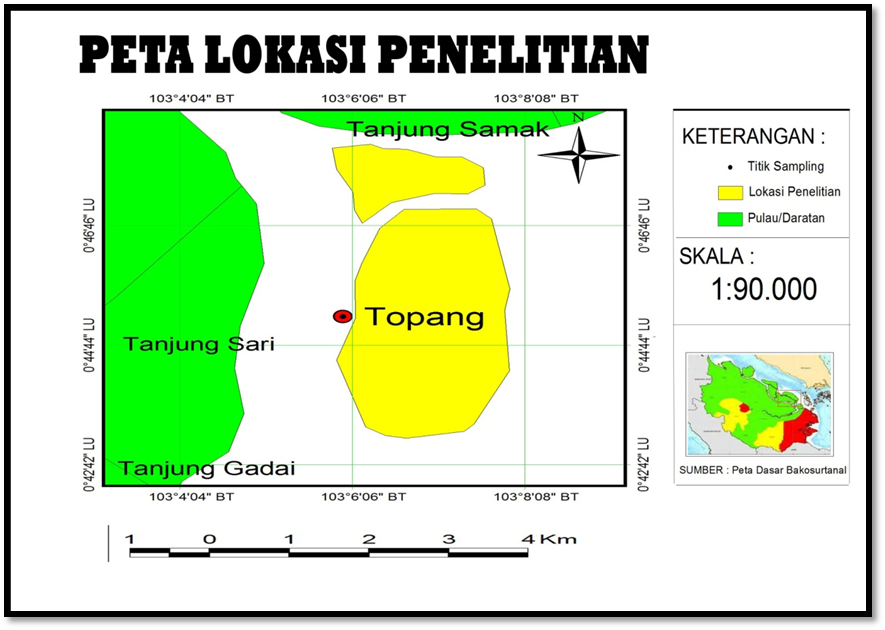 PETA LOKASI PENELITIAN
103°4'04" BT 103°6'06" BT 103°8'08" BT
Tanjung Samak
N
0°46'46" LU
0°46'46" LU
Topang
0°44'44" LU
Tanjung Sari
0°44'44" LU
0°42'42" LU
Tanjung Gadai
0°42'42" LU
103°4'04" BT 103°6'06" BT 103°8'08" BT
1 0 1 2 3 4 Km
KETERANGAN :
Titik Sampling
Lokasi Penelitian
Pulau/Daratan
SKALA :
1:90.000
SUMBER : Peta Dasar Bakosurtanal